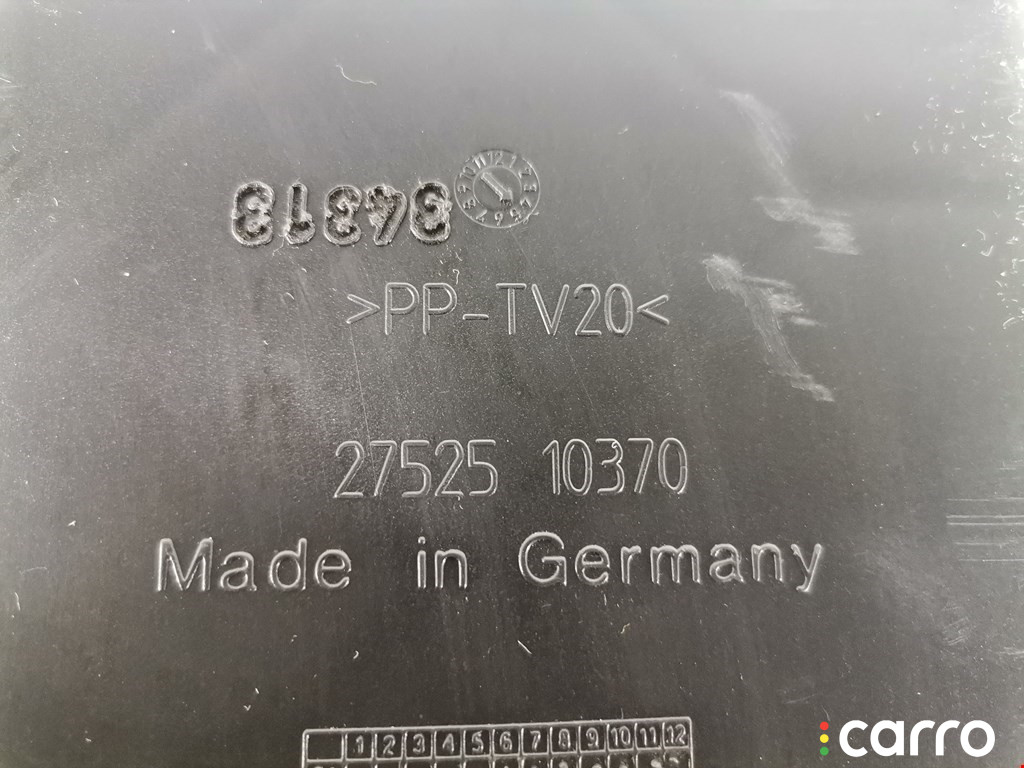 34313
>PP-TV20<
27525 10370
Made in Germany
1 2 3 4 5 6 7 8 9 10 11 12
carro